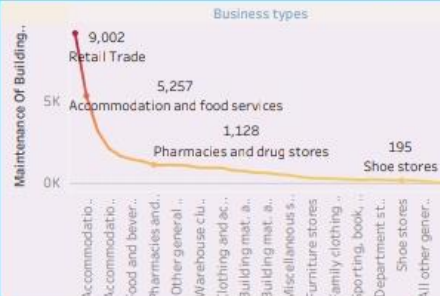 Business types
Maintenance Of Building..
9,002
Retail Trade
5,257
5K
Accommodation and food services
1,128
Pharmacies and drug stores
195
Shoe stores
0K
Accommodatio..
Accommodatio..
Food and bever..
Pharmacies and..
Other general ..
Warehouse clu..
Clothing and ac..
Building mat. a..
Building mat. a..
Miscellaneous s..
Furniture stores
Family clothing ..
Sporting, book, ..
Department st..
Shoe stores
All other gener..